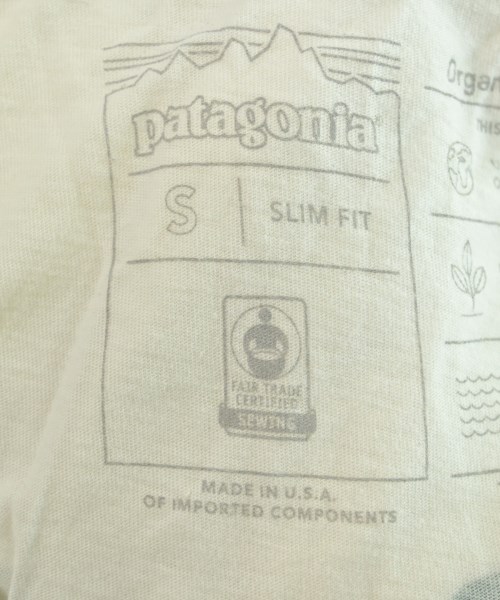 patagonia
S
SLIM FIT
FAIR TRADE
CERTIFIED
SEWING
MADE IN U.S.A.
OF IMPORTED COMPONENTS